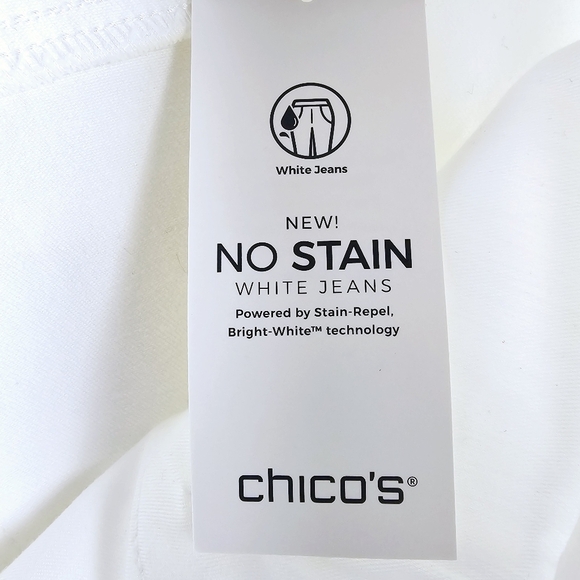 White Jeans
NEW!
NO STAIN
WHITE JEANS
Powered by Stain-Repel,
Bright-White™ technology
chico's®